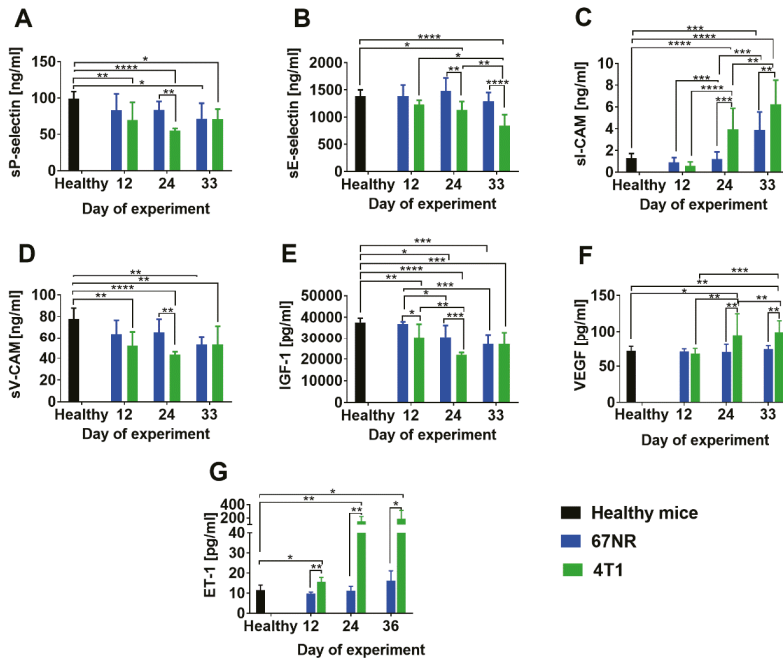 A
sP-selectin [ng/ml]
150
100
50
0
*
****
**
*
**
Healthy 12 24 33
Day of experiment
B
sE-selectin [ng/ml]
2000
1500
1000
500
0
****
*
*
**
**
****
Healthy 12 24 33
Day of experiment
C
sI-CAM [ng/ml]
10
8
6
4
2
0
***
****
****
***
**
***
**
****
***
Healthy 12 24 33
Day of experiment
D
sV-CAM [ng/ml]
100
80
60
40
20
0
**
**
****
**
**
Healthy 12 24 33
Day of experiment
E
IGF-1 [pg/ml]
50000
40000
30000
20000
10000
0
***
*
***
****
**
***
*
**
*
***
Healthy 12 24 33
Day of experiment
F
VEGF [pg/ml]
150
100
50
0
***
**
*
**
**
**
**
Healthy 12 24 33
Day of experiment
G
ET-1 [pg/ml]
400
200
40
30
20
10
0
*
**
**
*
*
**
Healthy 12 24 36
Day of experiment
Healthy mice
67NR
4T1